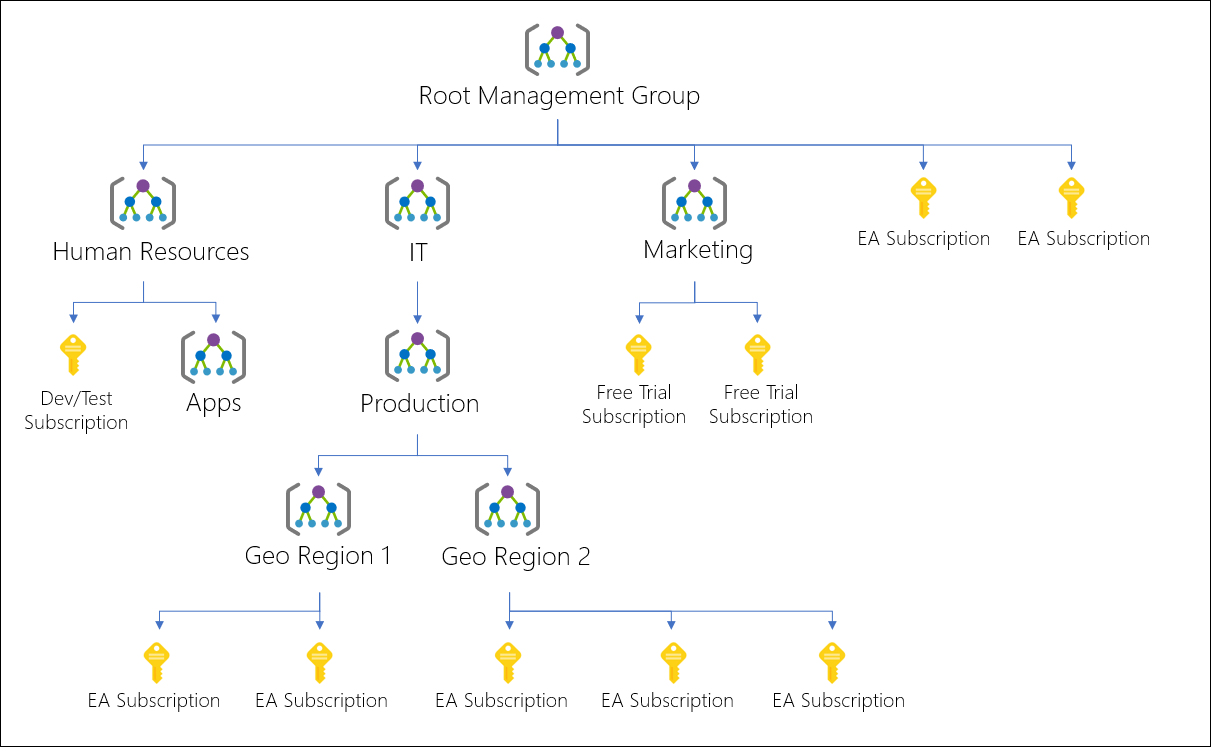 Root Management Group
Human Resources
IT
Marketing
EA Subscription
EA Subscription
Dev/Test
Subscription
Apps
Production
Free Trial
Subscription
Free Trial
Subscription
Geo Region 1
Geo Region 2
EA Subscription
EA Subscription
EA Subscription
EA Subscription
EA Subscription